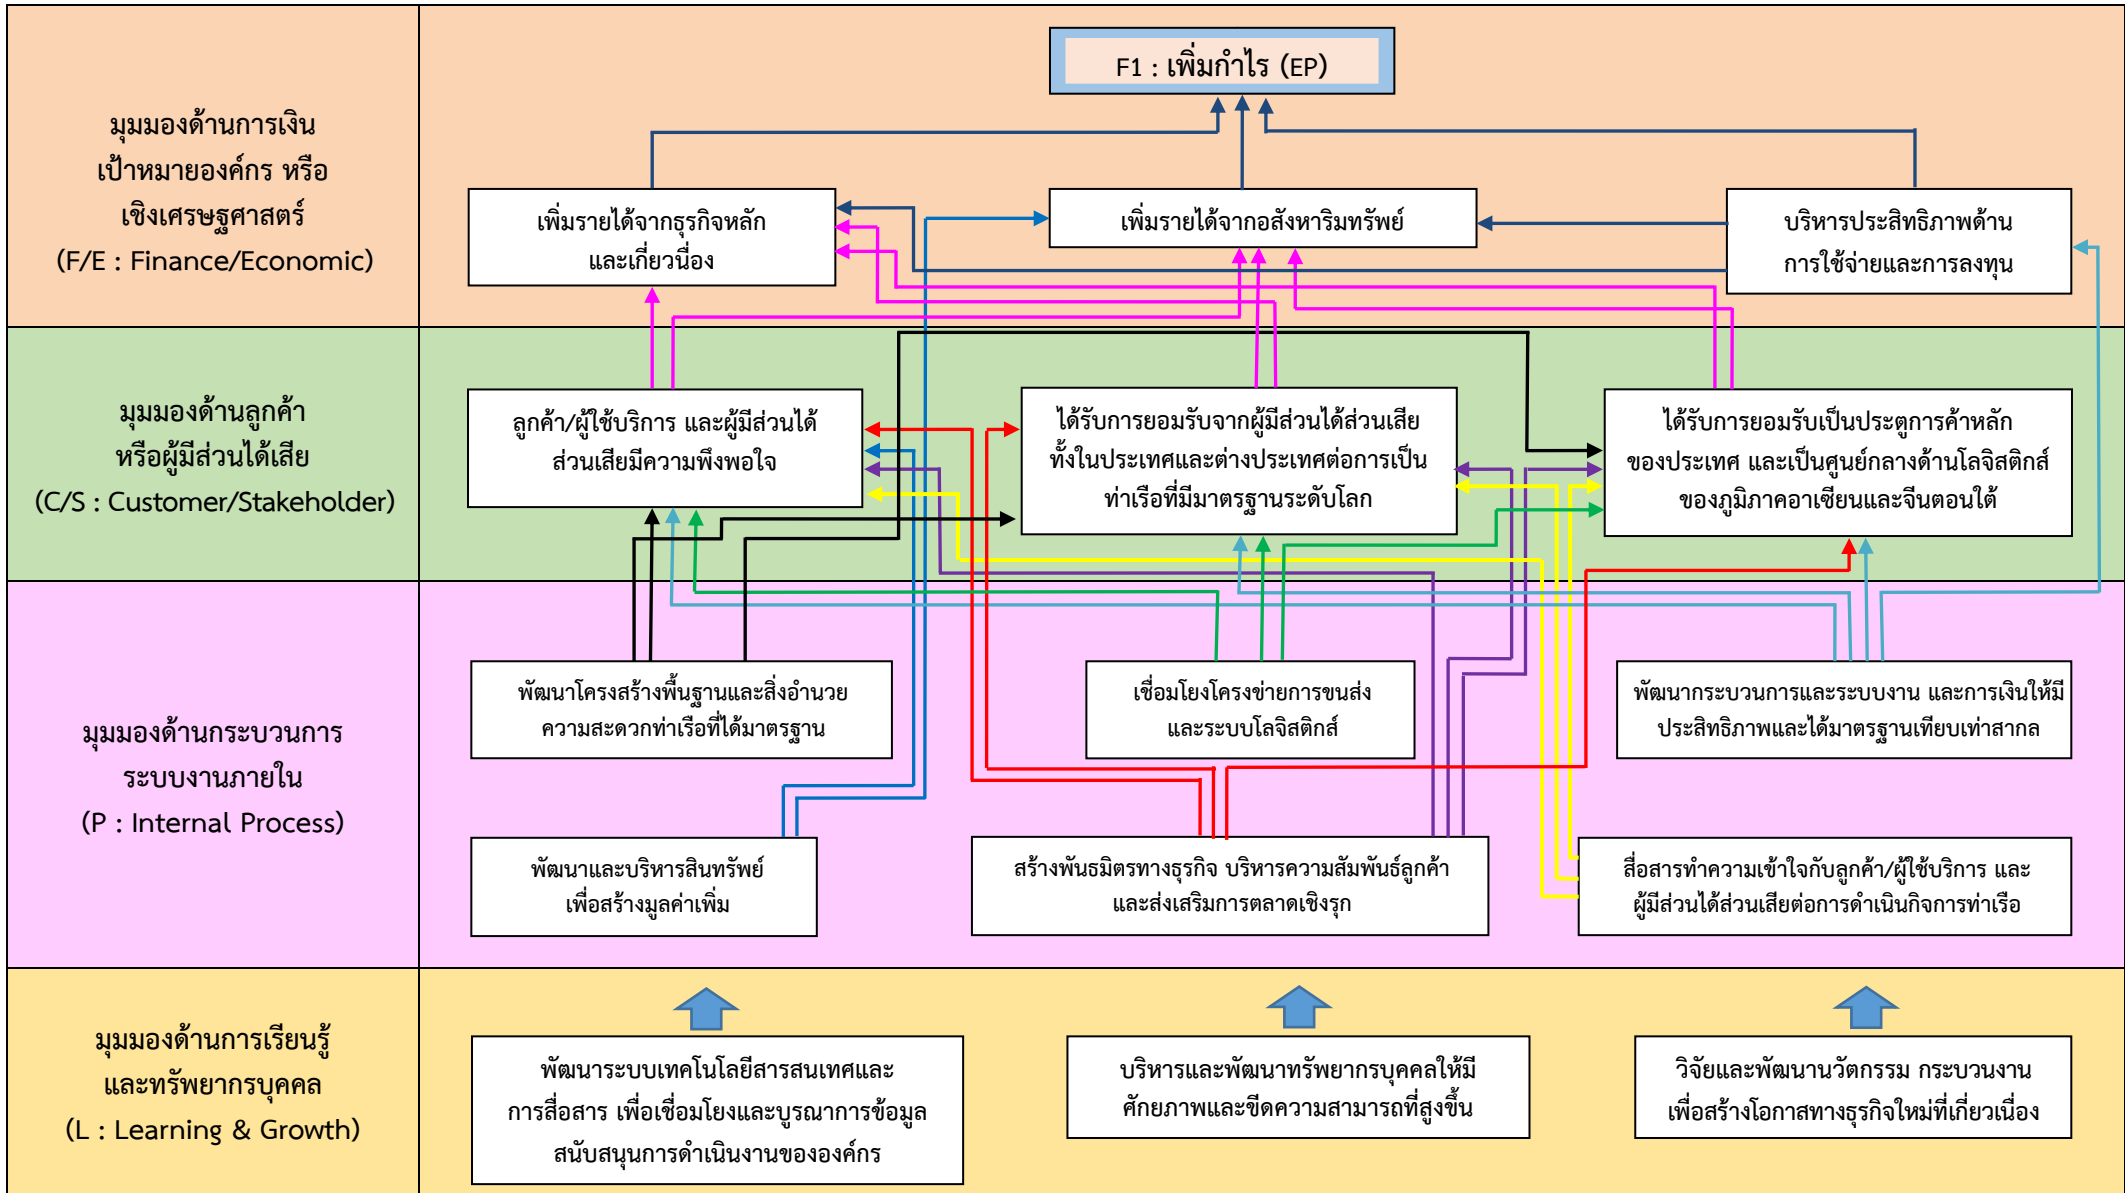 F1 : เพิ่มกำไร (EP)
มุมมองด้านการเงิน
เป้าหมายองค์กร หรือ
เชิงเศรษฐศาสตร์
(F/E : Finance/Economic)
เพิ่มรายได้จากธุรกิจหลัก
และเกี่ยวนื่อง
เพิ่มรายได้จากอสังหาริมทรัพย์
บริหารประสิทธิภาพด้าน
การใช้จ่ายและการลงทุน
มุมมองด้านลูกค้า
หรือผู้มีส่วนได้เสีย
(C/S : Customer/Stakeholder)
ลูกค้า/ผู้ใช้บริการ และผู้มีส่วนได้
ส่วนเสียมีความพึงพอใจ
ได้รับการยอมรับจากผู้มีส่วนได้ส่วนเสีย
ทั้งในประเทศและต่างประเทศต่อการเป็น
ท่าเรือที่มีมาตรฐานระดับโลก
ได้รับการยอมรับเป็นประตูการค้าหลัก
ของประเทศ และเป็นศูนย์กลางด้านโลจิสติกส์
ของภูมิภาคอาเซียนและจีนตอนใต้
มุมมองด้านกระบวนการ
ระบบงานภายใน
(P : Internal Process)
พัฒนาโครงสร้างพื้นฐานและสิ่งอำนวย
ความสะดวกท่าเรือที่ได้มาตรฐาน
เชื่อมโยงโครงข่ายการขนส่ง
และระบบโลจิสติกส์
พัฒนากระบวนการและระบบงาน และการเงินให้มี
ประสิทธิภาพและได้มาตรฐานเทียบเท่าสากล
พัฒนาและบริหารสินทรัพย์
เพื่อสร้างมูลค่าเพิ่ม
สร้างพันธมิตรทางธุรกิจ บริหารความสัมพันธ์ลูกค้า
และส่งเสริมการตลาดเชิงรุก
สื่อสารทำความเข้าใจกับลูกค้า/ผู้ใช้บริการ และ
ผู้มีส่วนได้ส่วนเสียต่อการดำเนินกิจการท่าเรือ
มุมมองด้านการเรียนรู้
และทรัพยากรบุคคล
(L : Learning & Growth)
พัฒนาระบบเทคโนโลยีสารสนเทศและ
การสื่อสาร เพื่อเชื่อมโยงและบูรณาการข้อมูล
สนับสนุนการดำเนินงานขององค์กร
บริหารและพัฒนาทรัพยากรบุคคลให้มี
ศักยภาพและขีดความสามารถที่สูงขึ้น
วิจัยและพัฒนานวัตกรรม กระบวนงาน
เพื่อสร้างโอกาสทางธุรกิจใหม่ที่เกี่ยวเนื่อง